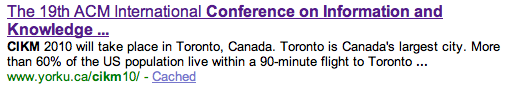 The 19th ACM International Conference on Information and
Knowledge ...
CIKM 2010 will take place in Toronto, Canada. Toronto is Canada's largest city. More
than 60% of the US population live within a 90-minute flight to Toronto ...
www.yorku.ca/cikm10/ - Cached